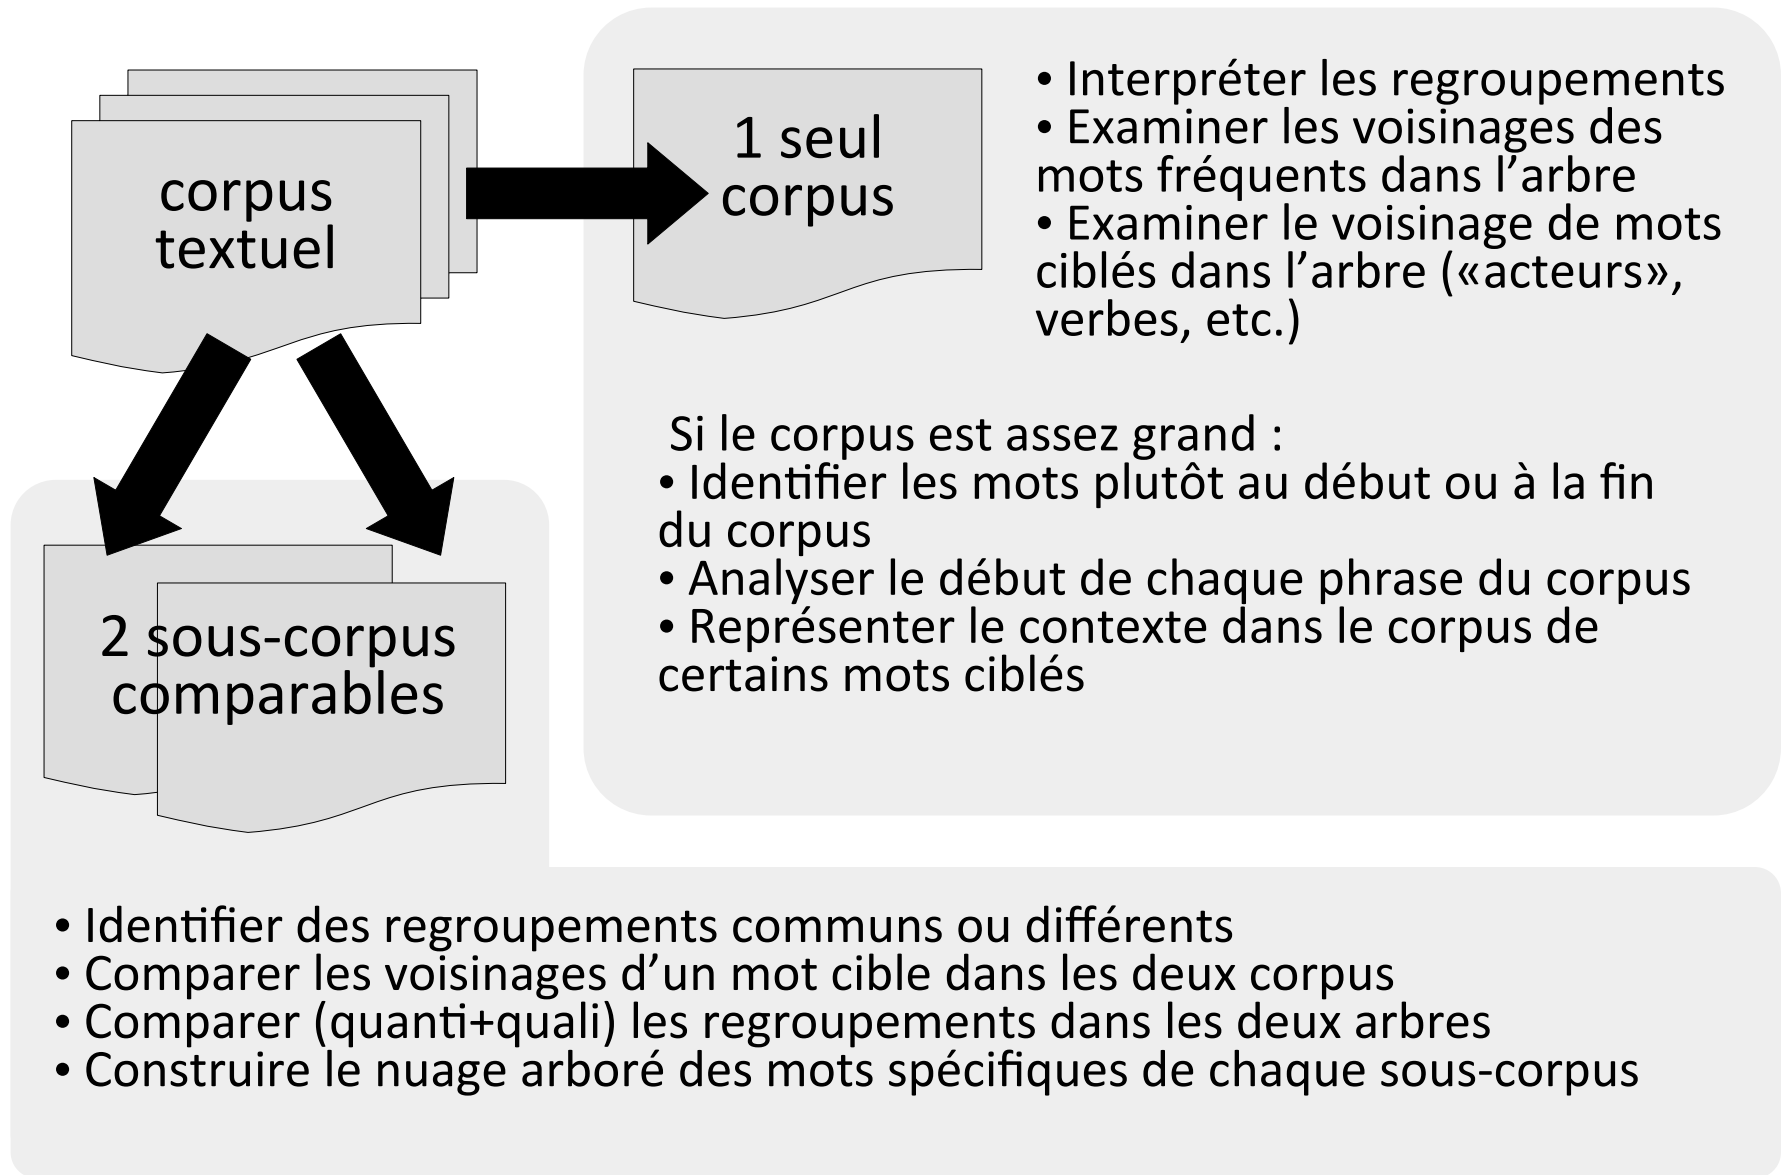 corpus
textuel
1 seul
corpus
• Interpréter les regroupements
• Examiner les voisinages des
mots fréquents dans l’arbre
• Examiner le voisinage de mots
ciblés dans l’arbre («acteurs»,
verbes, etc.)
Si le corpus est assez grand :
• Identifier les mots plutôt au début ou à la fin
du corpus
• Analyser le début de chaque phrase du corpus
• Représenter le contexte dans le corpus de
certains mots ciblés
2 sous-corpus
comparables
• Identifier des regroupements communs ou différents
• Comparer les voisinages d’un mot cible dans les deux corpus
• Comparer (quanti+quali) les regroupements dans les deux arbres
• Construire le nuage arboré des mots spécifiques de chaque sous-corpus